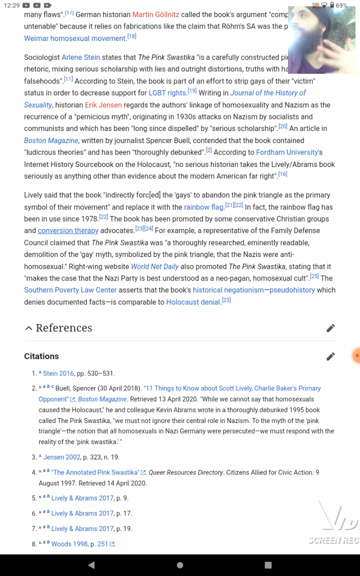 12:29
69%
many flaws".[17] German historian Martin Göllnitz called the book's argument
untenable" because it relies on fabrications like the claim that Röhm's SA was the
Weimar homosexual movement.[18]
Sociologist Arlene Stein states that The Pink Swastika "is a carefully constructed
rhetoric, mixing serious scholarship with lies and outright distortions, truths with
falsehoods".[11] According to Stein, the book is part of an effort to strip gays of their "victim"
status in order to decrease support for LGBT rights.[19] Writing in Journal of the History of
Sexuality, historian Erik Jensen regards the authors' linkage of homosexuality and Nazism as the
recurrence of a "pernicious myth", originating in 1930s attacks on Nazism by socialists and
communists and which has been "long since dispelled" by "serious scholarship".[20] An article in
Boston Magazine, written by journalist Spencer Buell, contended that the book contained
"ludicrous theories" and has been "thoroughly debunked".[2] According to Fordham University's
Internet History Sourcebook on the Holocaust, "no serious historian takes the Lively/Abrams book
seriously as anything other than evidence about the modern American far right".[16]
Lively said that the book "indirectly forc[ed] the 'gays' to abandon the pink triangle as the primary
symbol of their movement" and replace it with the rainbow flag.[21][22] In fact, the rainbow flag has
been in use since 1978.[22] The book has been promoted by some conservative Christian groups
and conversion therapy advocates.[23][24] For example, a representative of the Family Defense
Council claimed that The Pink Swastika was "a thoroughly researched, eminently readable,
demolition of the 'gay' myth, symbolized by the pink triangle, that the Nazis were anti-
homosexual." Right-wing website World Net Daily also promoted The Pink Swastika, stating that it
"makes the case that the Nazi Party is best understood as a neo-pagan, homosexual cult".[25] The
Southern Poverty Law Center asserts that the book's historical negationism—pseudohistory which
denies documented facts—is comparable to Holocaust denial.[23]
References
Citations
1. ^ Stein 2016, pp. 530–531.
2. ^ a b c Buell, Spencer (30 April 2018). "11 Things to Know about Scott Lively, Charlie Baker's Primary
Opponent". Boston Magazine. Retrieved 13 April 2020. "While we cannot say that homosexuals
caused the Holocaust," he and colleague Kevin Abrams wrote in a thoroughly debunked 1995 book
called The Pink Swastika, "we must not ignore their central role in Nazism. To the myth of the 'pink
triangle'—the notion that all homosexuals in Nazi Germany were persecuted—we must respond with the
reality of the 'pink swastika.' "
3. ^ Jensen 2002, p. 323, n. 19.
4. ^ a b "The Annotated Pink Swastika". Queer Resources Directory. Citizens Allied for Civic Action. 9
August 1997. Retrieved 14 April 2020.
5. ^ a b Lively & Abrams 2017, p. 9.
6. ^ a b Lively & Abrams 2017, p. 17.
7. ^ a b Lively & Abrams 2017, p. 19.
8. ^ a b Woods 1998, p. 251
SCREEN REC